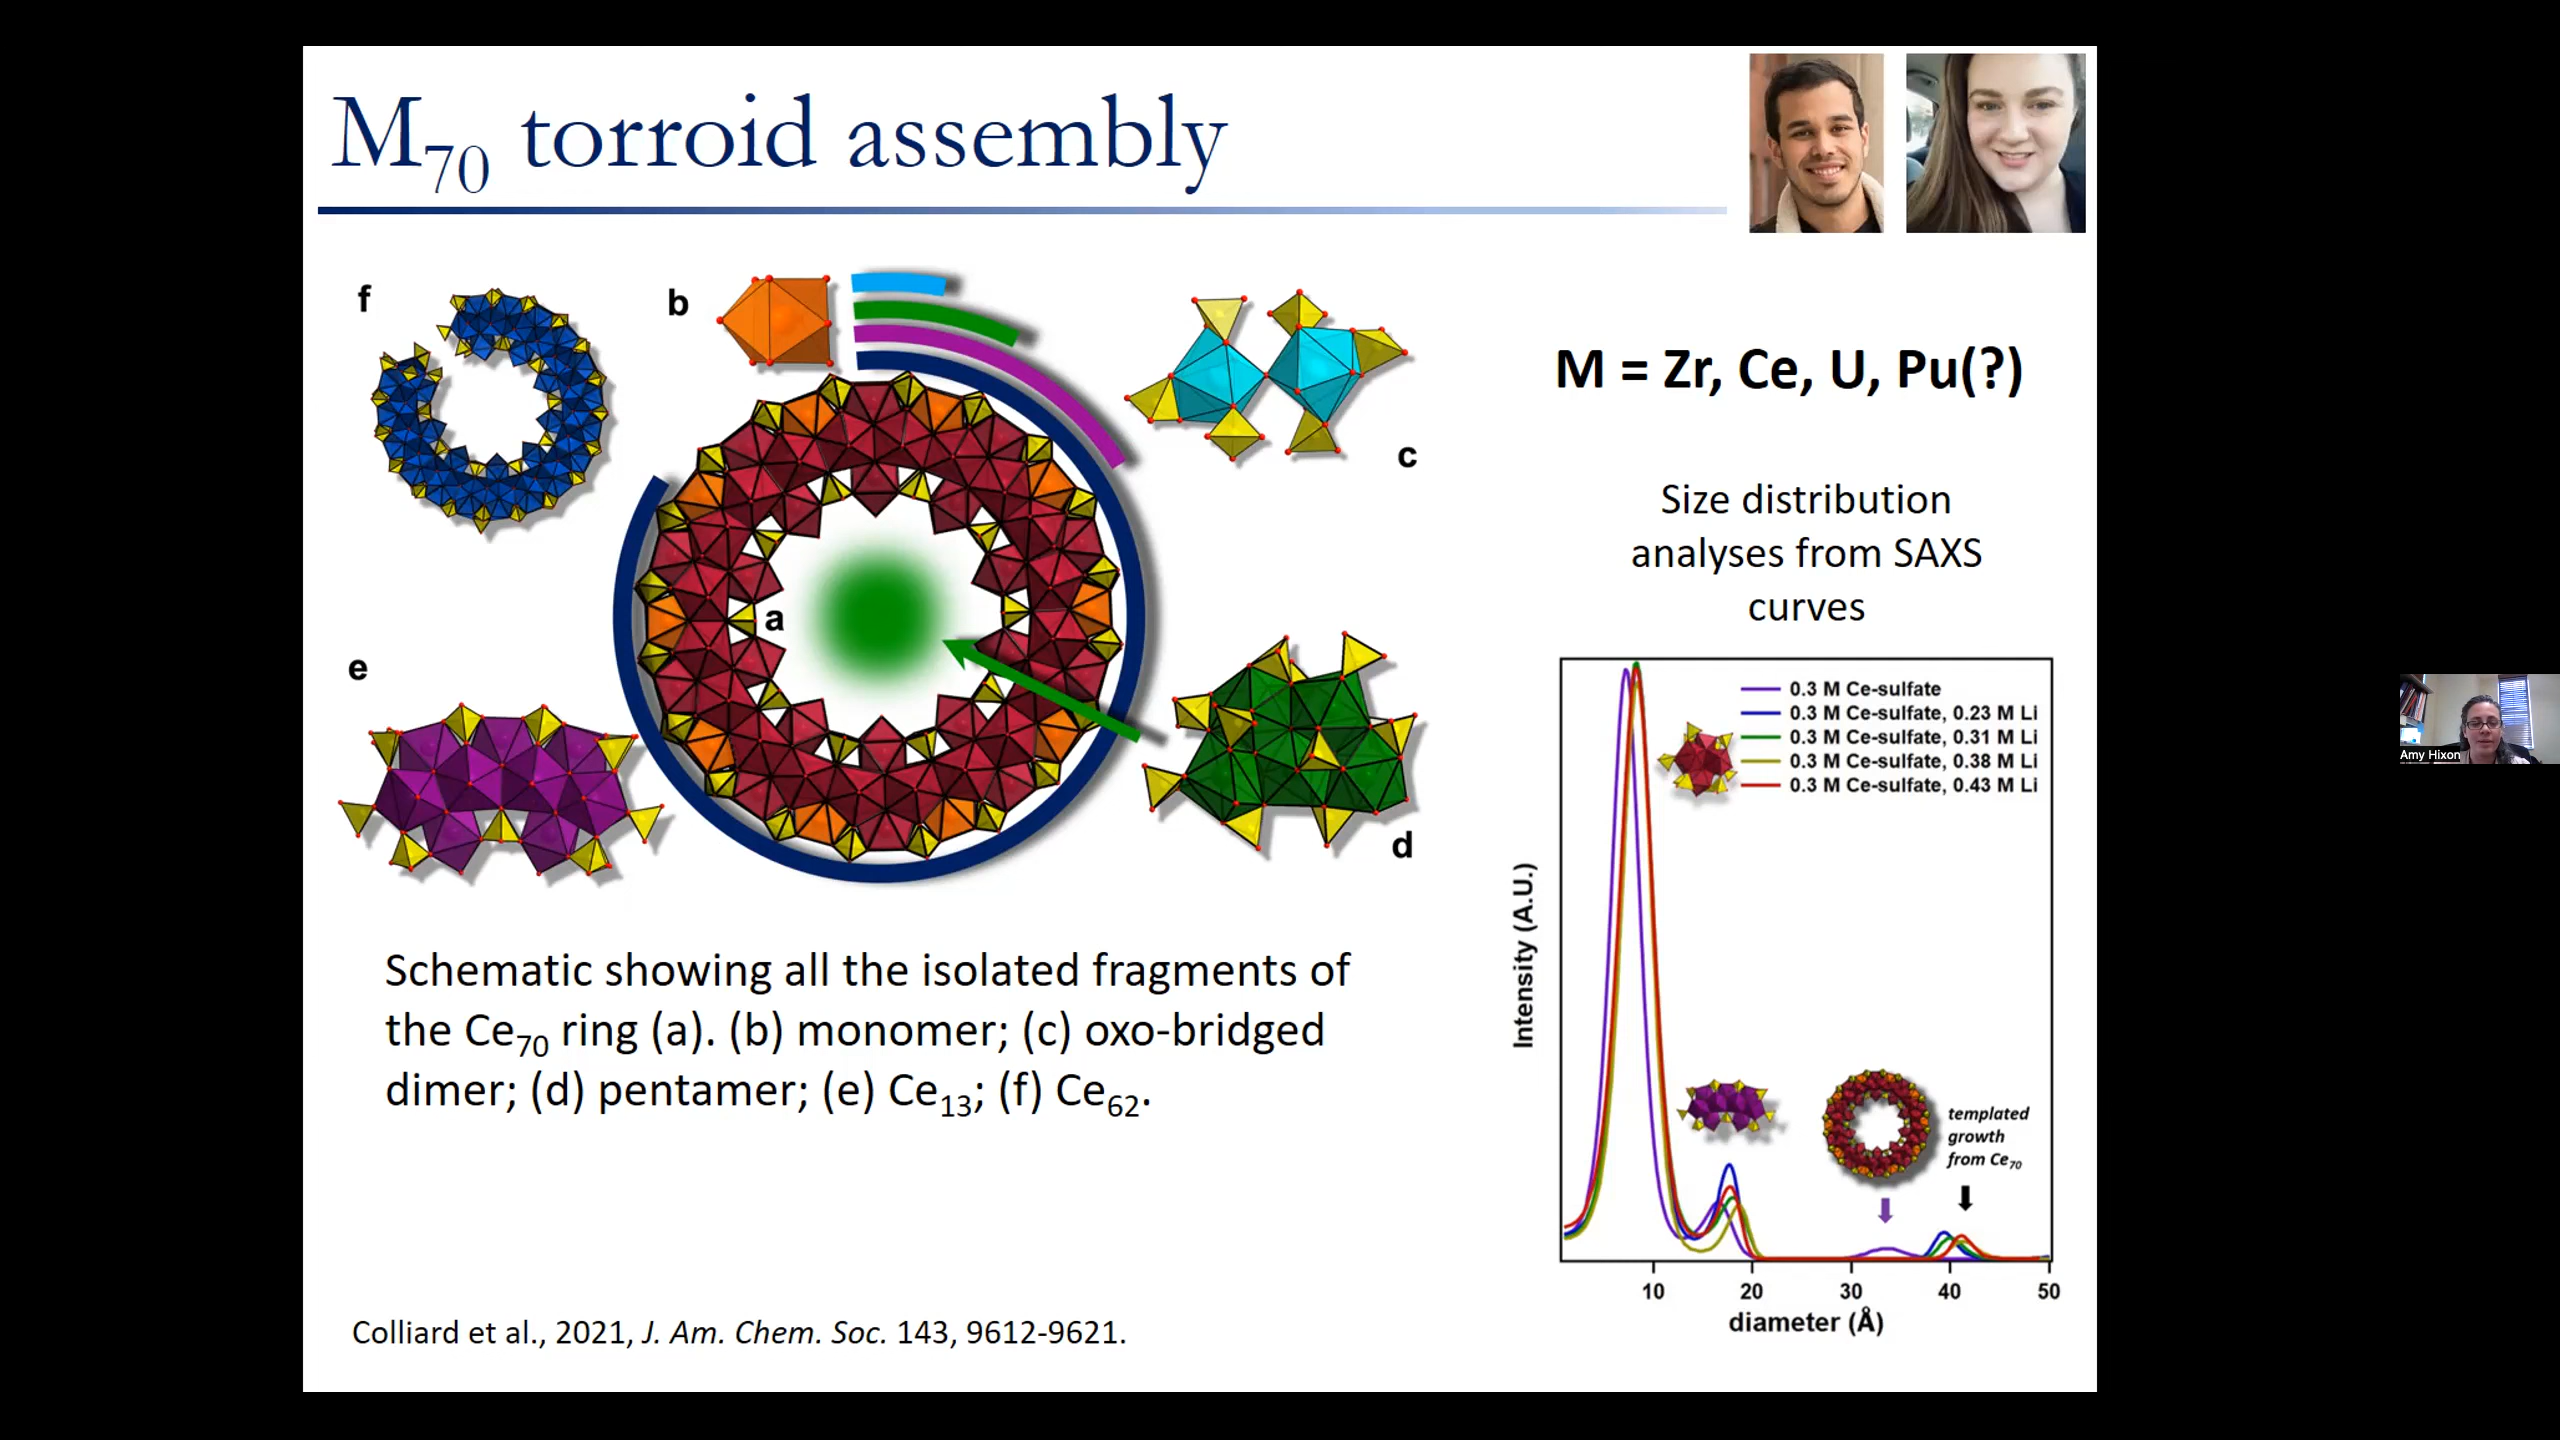 M70 torroid assembly
f
b
c
a
e
d
M = Zr, Ce, U, Pu(?)
Size distribution
analyses from SAXS
curves
0.3 M Ce-sulfate
0.3 M Ce-sulfate, 0.23 M Li
0.3 M Ce-sulfate, 0.31 M Li
0.3 M Ce-sulfate, 0.38 M Li
0.3 M Ce-sulfate, 0.43 M Li
Intensity (A.U.)
templated
growth
from Ce70
10 20 30 40 50
diameter (Å)
Schematic showing all the isolated fragments of
the Ce70 ring (a). (b) monomer; (c) oxo-bridged
dimer; (d) pentamer; (e) Ce13; (f) Ce62.
Colliard et al., 2021, J. Am. Chem. Soc. 143, 9612-9621.
Amy Hixon